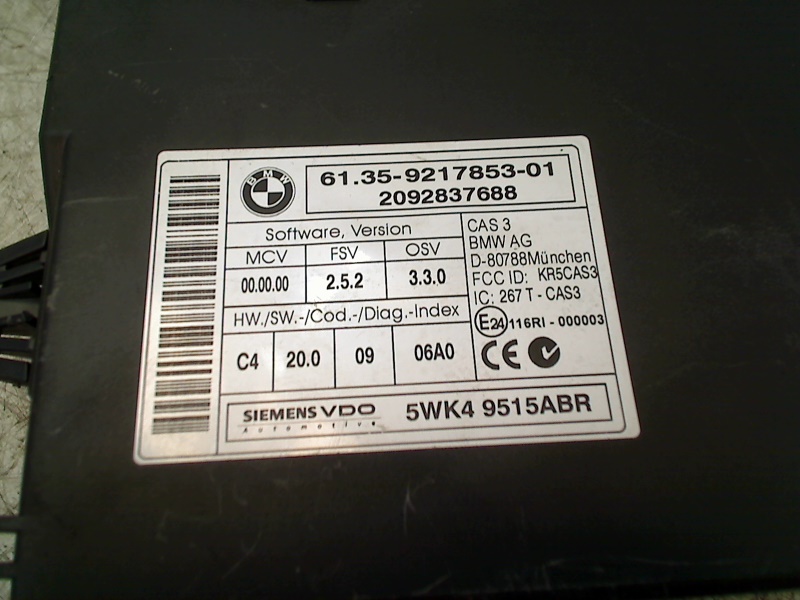 BMW
61.35-9217853-01
2092837688
Software, Version
MCV FSV OSV
00.00.00 2.5.2 3.3.0
HW./SW.-/Cod.-/Diag.-Index
C4 20.0 09 06A0
CAS 3
BMW AG
D-80788München
FCC ID: KR5CAS3
IC: 267 T - CAS3
E24 116RI - 000003
CE
SIEMENS VDO
Automotive
5WK4 9515ABR